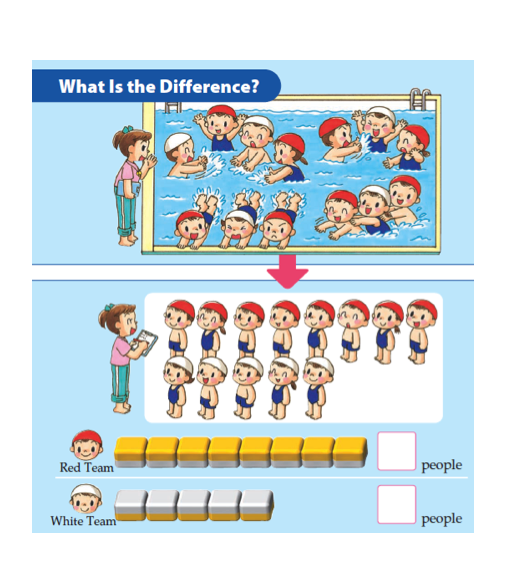 What Is the Difference?
Red Team
people
White Team
people